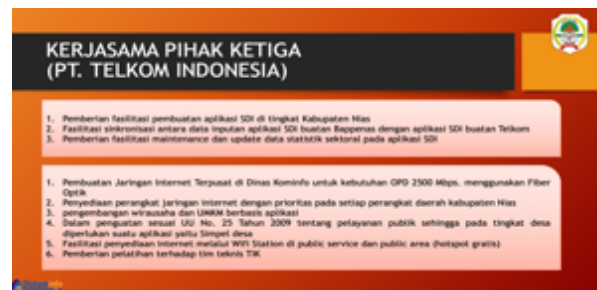 KERJASAMA PIHAK KETIGA
(PT. TELKOM INDONESIA)
1. Pemberian fasilitasi pembuatan aplikasi SDI di tingkat Kabupaten Nias
2. Fasilitasi sinkronisasi antara data inputan aplikasi SDI buatan Bappenas dengan aplikasi SDI buatan Telkom
3. Pemberian fasilitasi maintenance dan update data statistik sektoral pada aplikasi SDI
1. Pembuatan Jaringan Internet Terpusat di Dinas Kominfo untuk kebutuhan OPD 2500 Mbps. menggunakan Fiber
Optik
2. Penyediaan perangkat jaringan internet dengan prioritas pada setiap perangkat daerah kabupaten Nias
3. pengembangan wirausaha dan UMKM berbasis aplikasi
4. Dalam penguatan sesuai UU No. 25 Tahun 2009 tentang pelayanan publik sehingga pada tingkat desa
diperlukan suatu aplikasi yaitu Simpel desa
5. Fasilitasi penyediaan internet melalui Wifi Station di public service dan public area (hotspot gratis)
6. Pemberian pelatihan terhadap tim teknis TIK